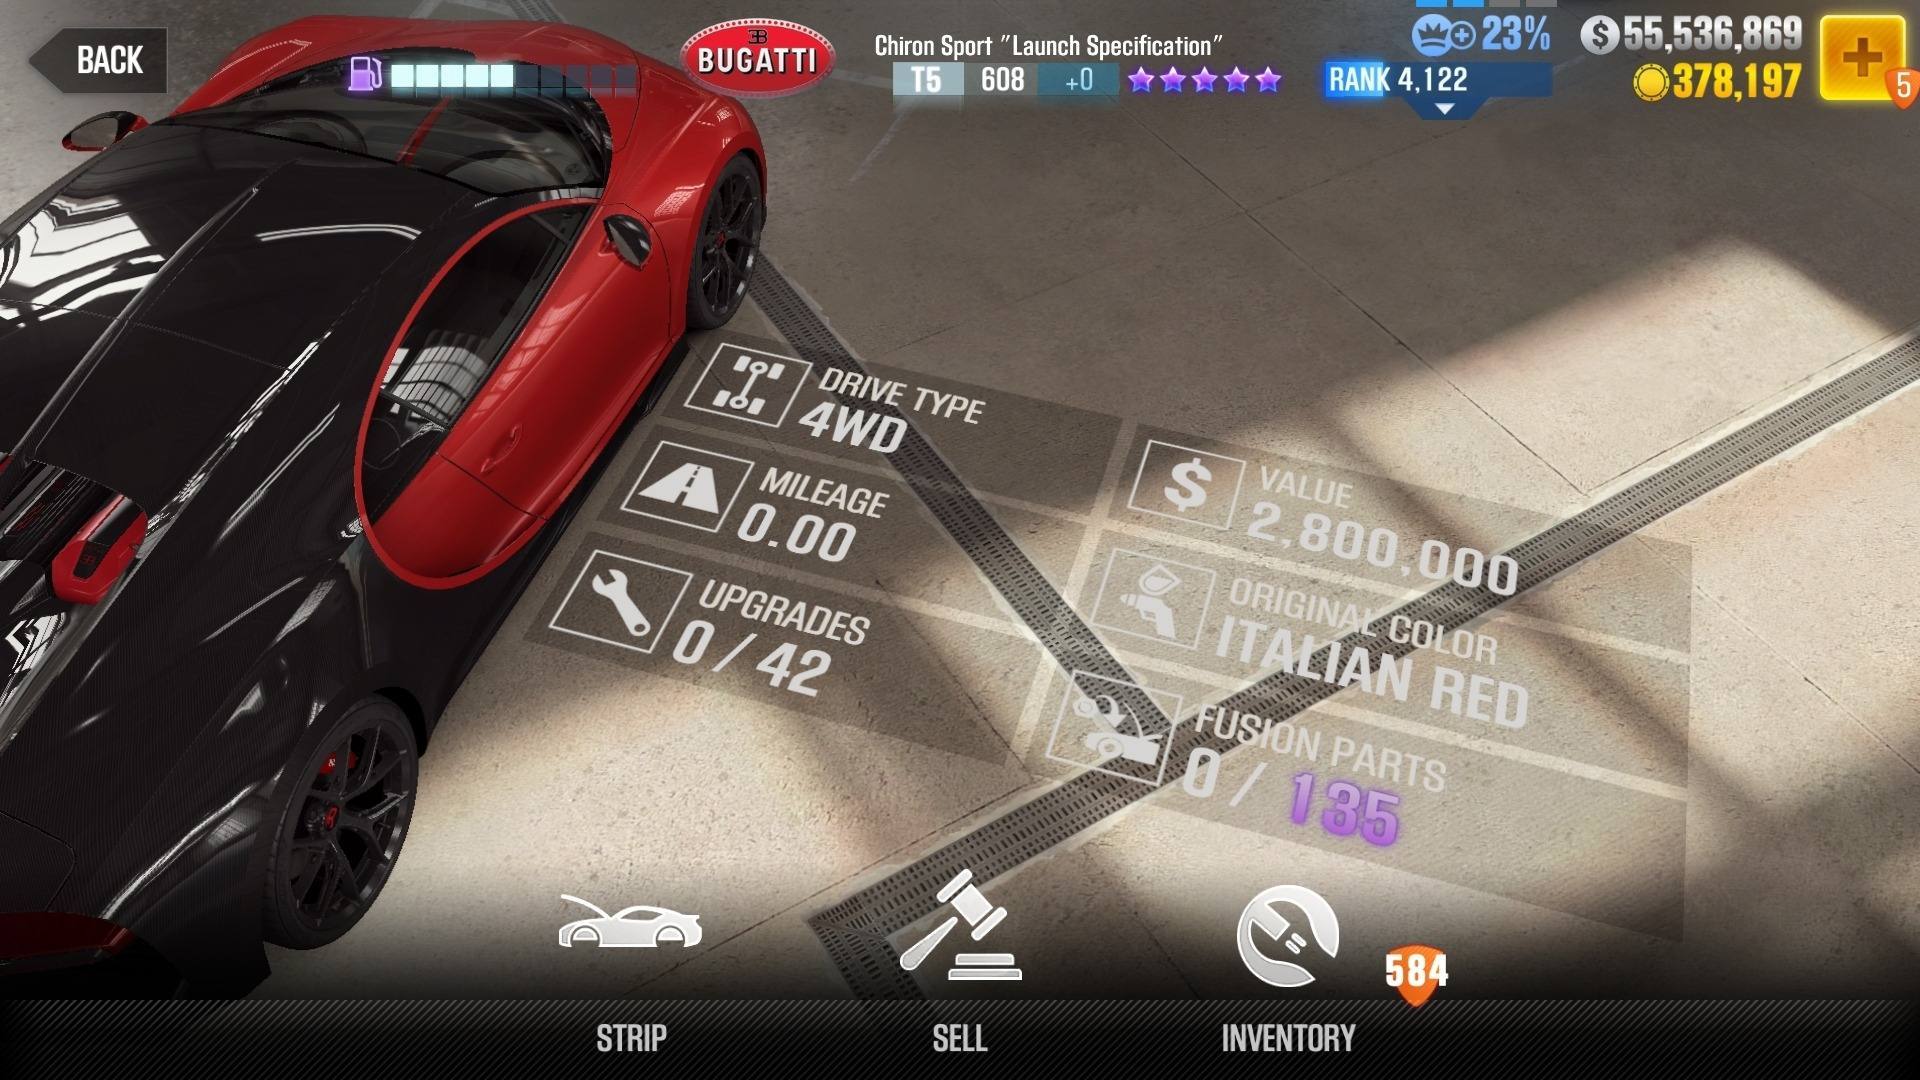 BACK
EB
BUGATTI
Chiron Sport "Launch Specification"
T5 608 +0
23%
RANK 4,122
$ 55,536,869
378,197
5
DRIVE TYPE
4WD
MILEAGE
0.00
UPGRADES
0 / 42
$ VALUE
2,800,000
ORIGINAL COLOR
ITALIAN RED
FUSION PARTS
0 / 135
584
STRIP
SELL
INVENTORY